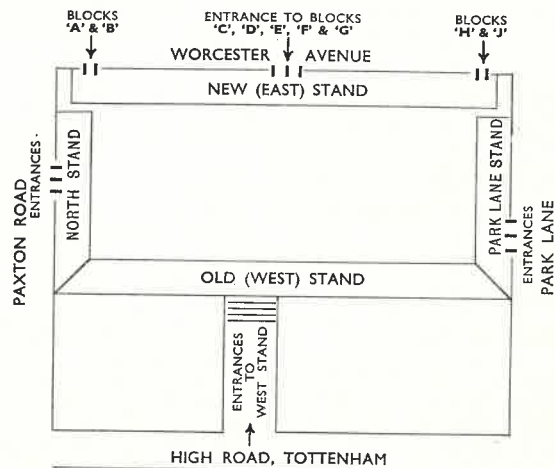 BLOCKS
‘A’ & ‘B’
ENTRANCE TO BLOCKS
‘C’, ‘D’, ‘E’, ‘F’ & ‘G’
BLOCKS
‘H’ & ‘J’
WORCESTER AVENUE
NEW (EAST) STAND
PAXTON ROAD
ENTRANCES
NORTH STAND
PARK LANE STAND
ENTRANCES
PARK LANE
OLD (WEST) STAND
ENTRANCES
TO
WEST STAND
HIGH ROAD, TOTTENHAM